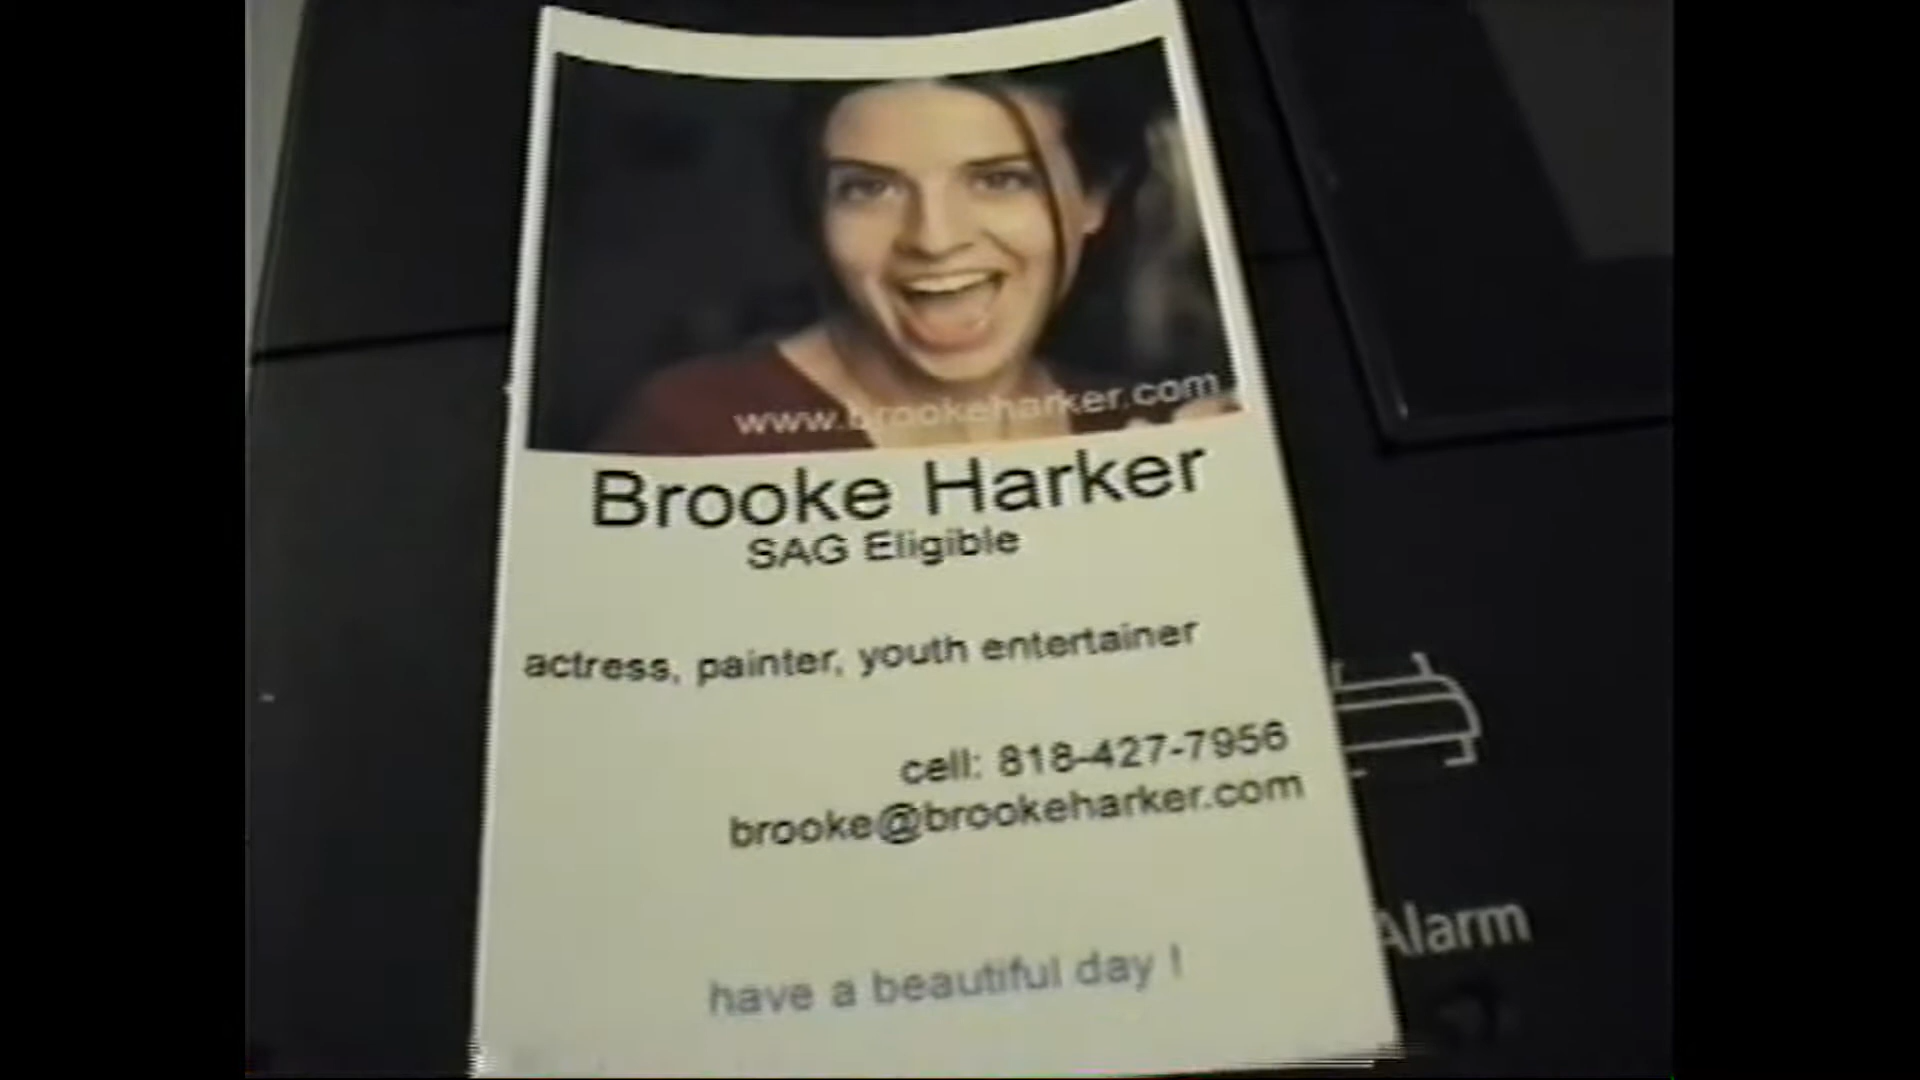 www.brookeharker.com
Brooke Harker
SAG Eligible
actress, painter, youth entertainer
cell: 818-427-7956
brooke@brookeharker.com
have a beautiful day !
Alarm